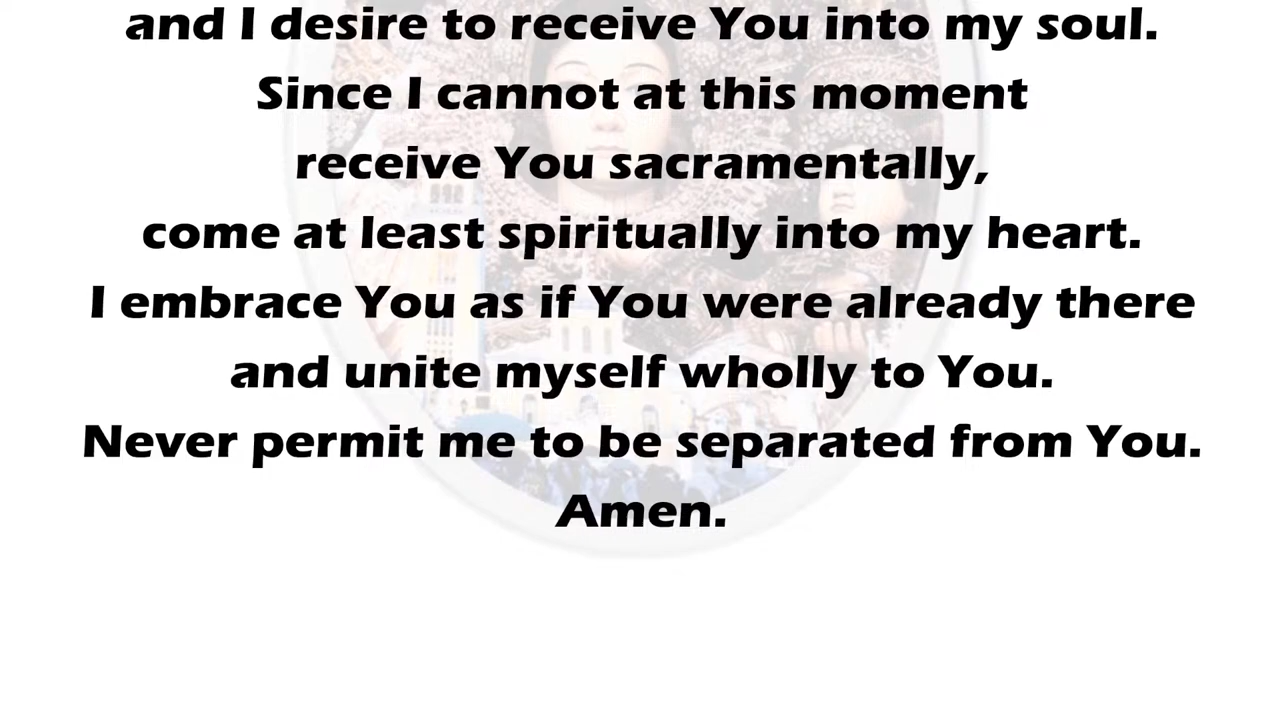 and I desire to receive You into my soul.
Since I cannot at this moment
receive You sacramentally,
come at least spiritually into my heart.
I embrace You as if You were already there
and unite myself wholly to You.
Never permit me to be separated from You.
Amen.